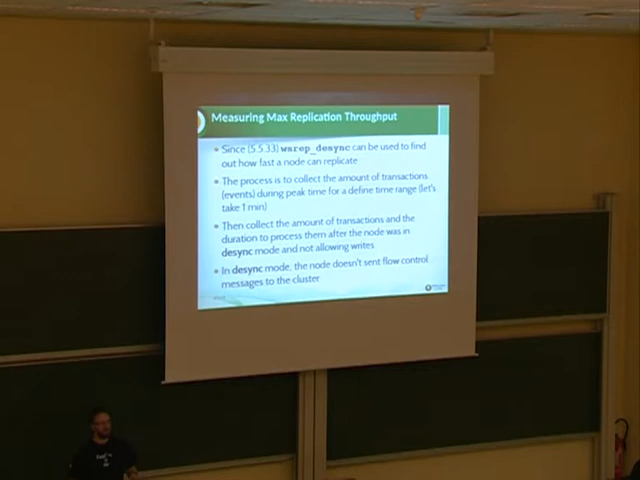 Measuring Max Replication Throughput
• Since (5.5.33) wsrep_desync can be used to find
out how fast a node can replicate
• The process is to collect the amount of transactions
(events) during peak time for a define time range (let's
take 1 min)
• Then collect the amount of transactions and the
duration to process them after the node was in
desync mode and not allowing writes
• In desync mode, the node doesn't sent flow control
messages to the cluster